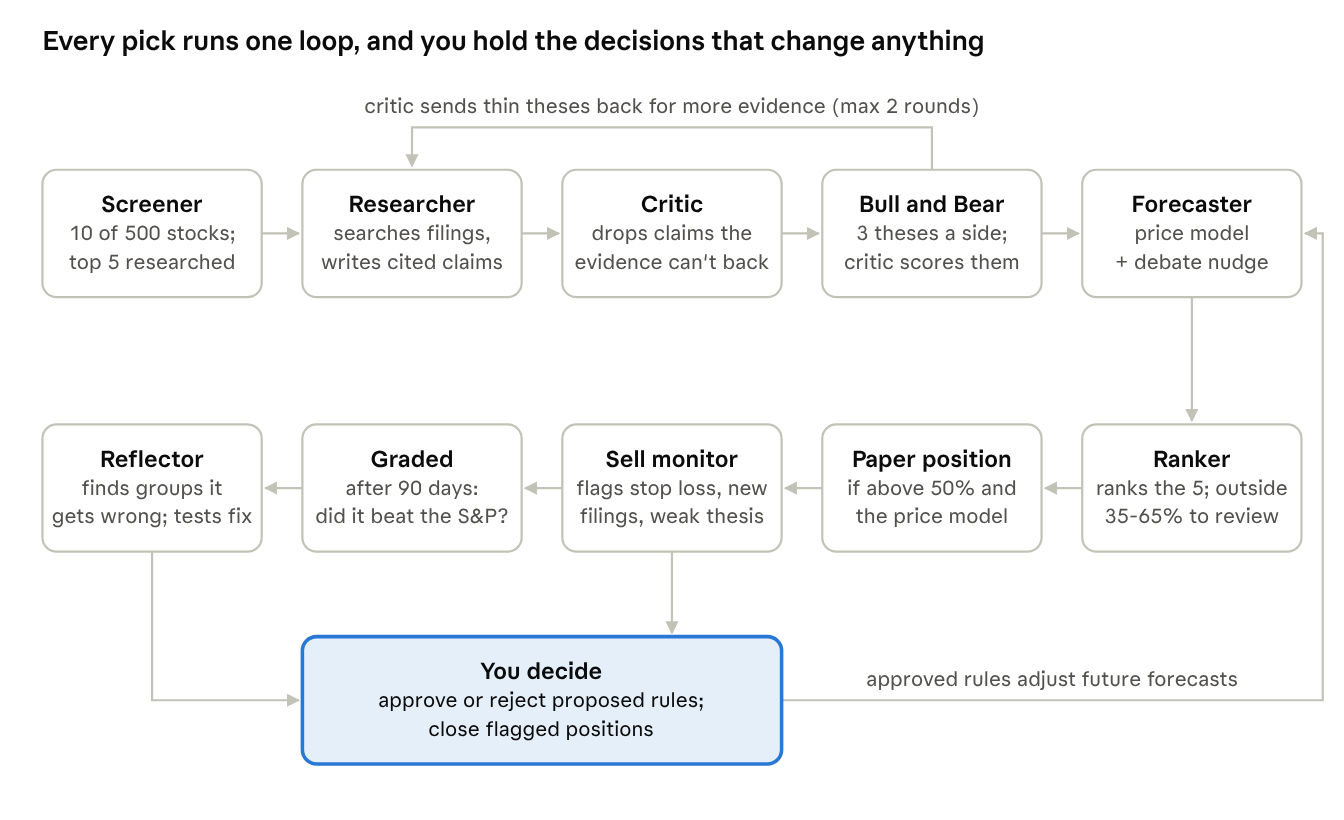 Every pick runs one loop, and you hold the decisions that change anything
critic sends thin theses back for more evidence (max 2 rounds)
Screener
10 of 500 stocks;
top 5 researched
Researcher
searches filings,
writes cited claims
Critic
drops claims the
evidence can't back
Bull and Bear
3 theses a side;
critic scores them
Forecaster
price model
+ debate nudge
Reflector
finds groups it
gets wrong; tests fix
Graded
after 90 days:
did it beat the S&P?
Sell monitor
flags stop loss, new
filings, weak thesis
Paper position
if above 50% and
the price model
Ranker
ranks the 5; outside
35-65% to review
You decide
approve or reject proposed rules;
close flagged positions
approved rules adjust future forecasts